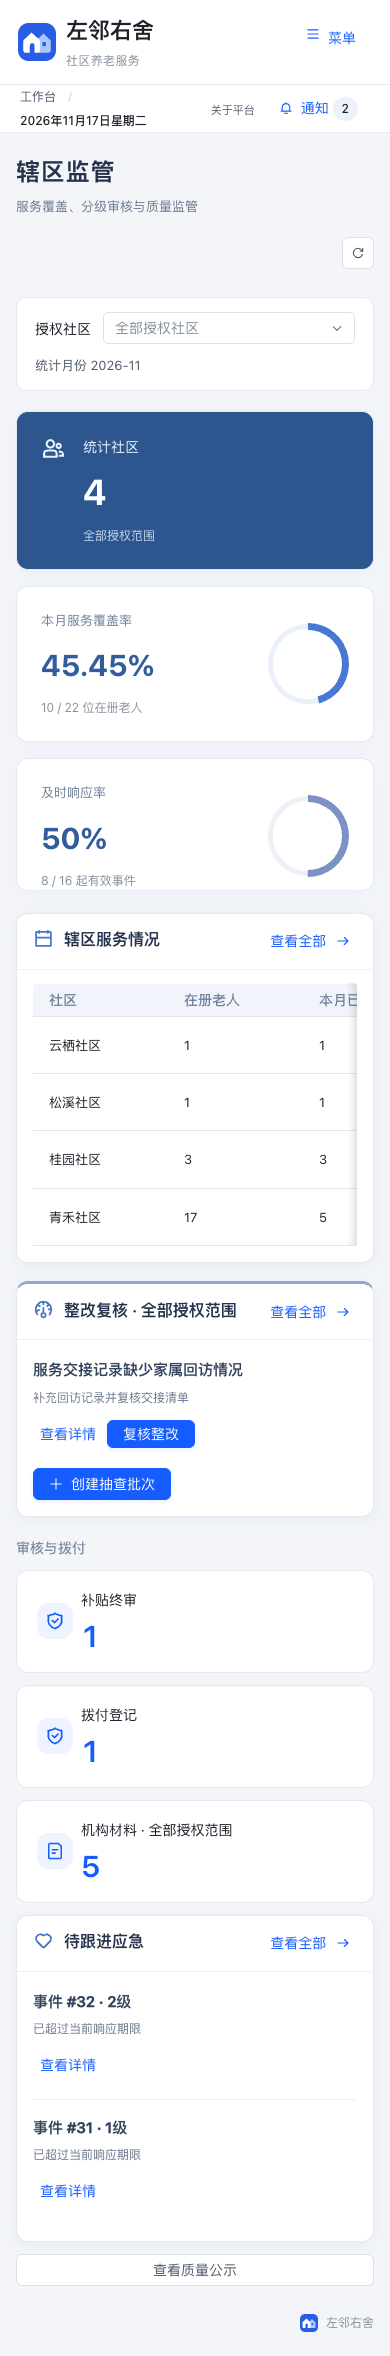 左邻右舍
社区养老服务
菜单
工作台 /
2026年11月17日星期二
关于平台
通知 2
辖区监管
服务覆盖、分级审核与质量监管
授权社区 全部授权社区
统计月份 2026-11
统计社区
4
全部授权范围
本月服务覆盖率
45.45%
10 / 22 位在册老人
及时响应率
50%
8 / 16 起有效事件
辖区服务情况 查看全部
社区 在册老人 本月已
云栖社区 1 1
松溪社区 1 1
桂园社区 3 3
青禾社区 17 5
整改复核 · 全部授权范围 查看全部
服务交接记录缺少家属回访情况
补充回访记录并复核交接清单
查看详情 复核整改
创建抽查批次
审核与拨付
补贴终审
1
拨付登记
1
机构材料 · 全部授权范围
5
待跟进应急 查看全部
事件 #32 · 2级
已超过当前响应期限
查看详情
事件 #31 · 1级
已超过当前响应期限
查看详情
查看质量公示
左邻右舍